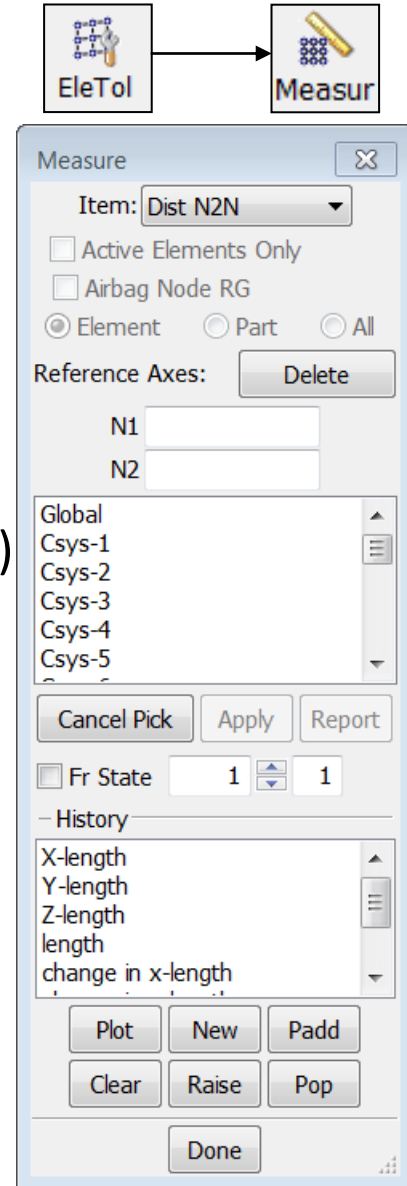 EleTol Measur
Measure
Item: Dist N2N
Active Elements Only
Airbag Node RG
Element Part All
Reference Axes: Delete
N1
N2
)
Global
Csys-1
Csys-2
Csys-3
Csys-4
Csys-5
Cancel Pick Apply Report
Fr State 1 1
History
X-length
Y-length
Z-length
length
change in x-length
Plot New Padd
Clear Raise Pop
Done